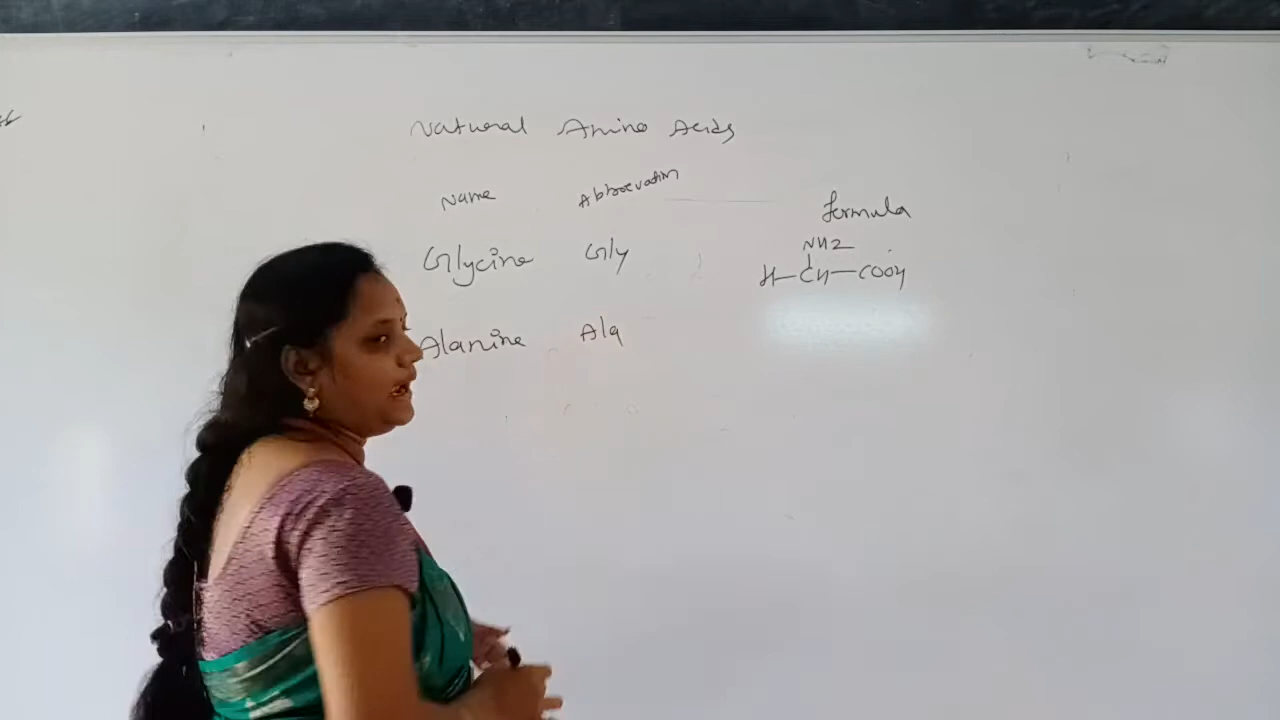 Natural Amino Acids
Name Abbrevation Formula
Glycine Gly NH2
H-CH-COOH
Alanine Ala